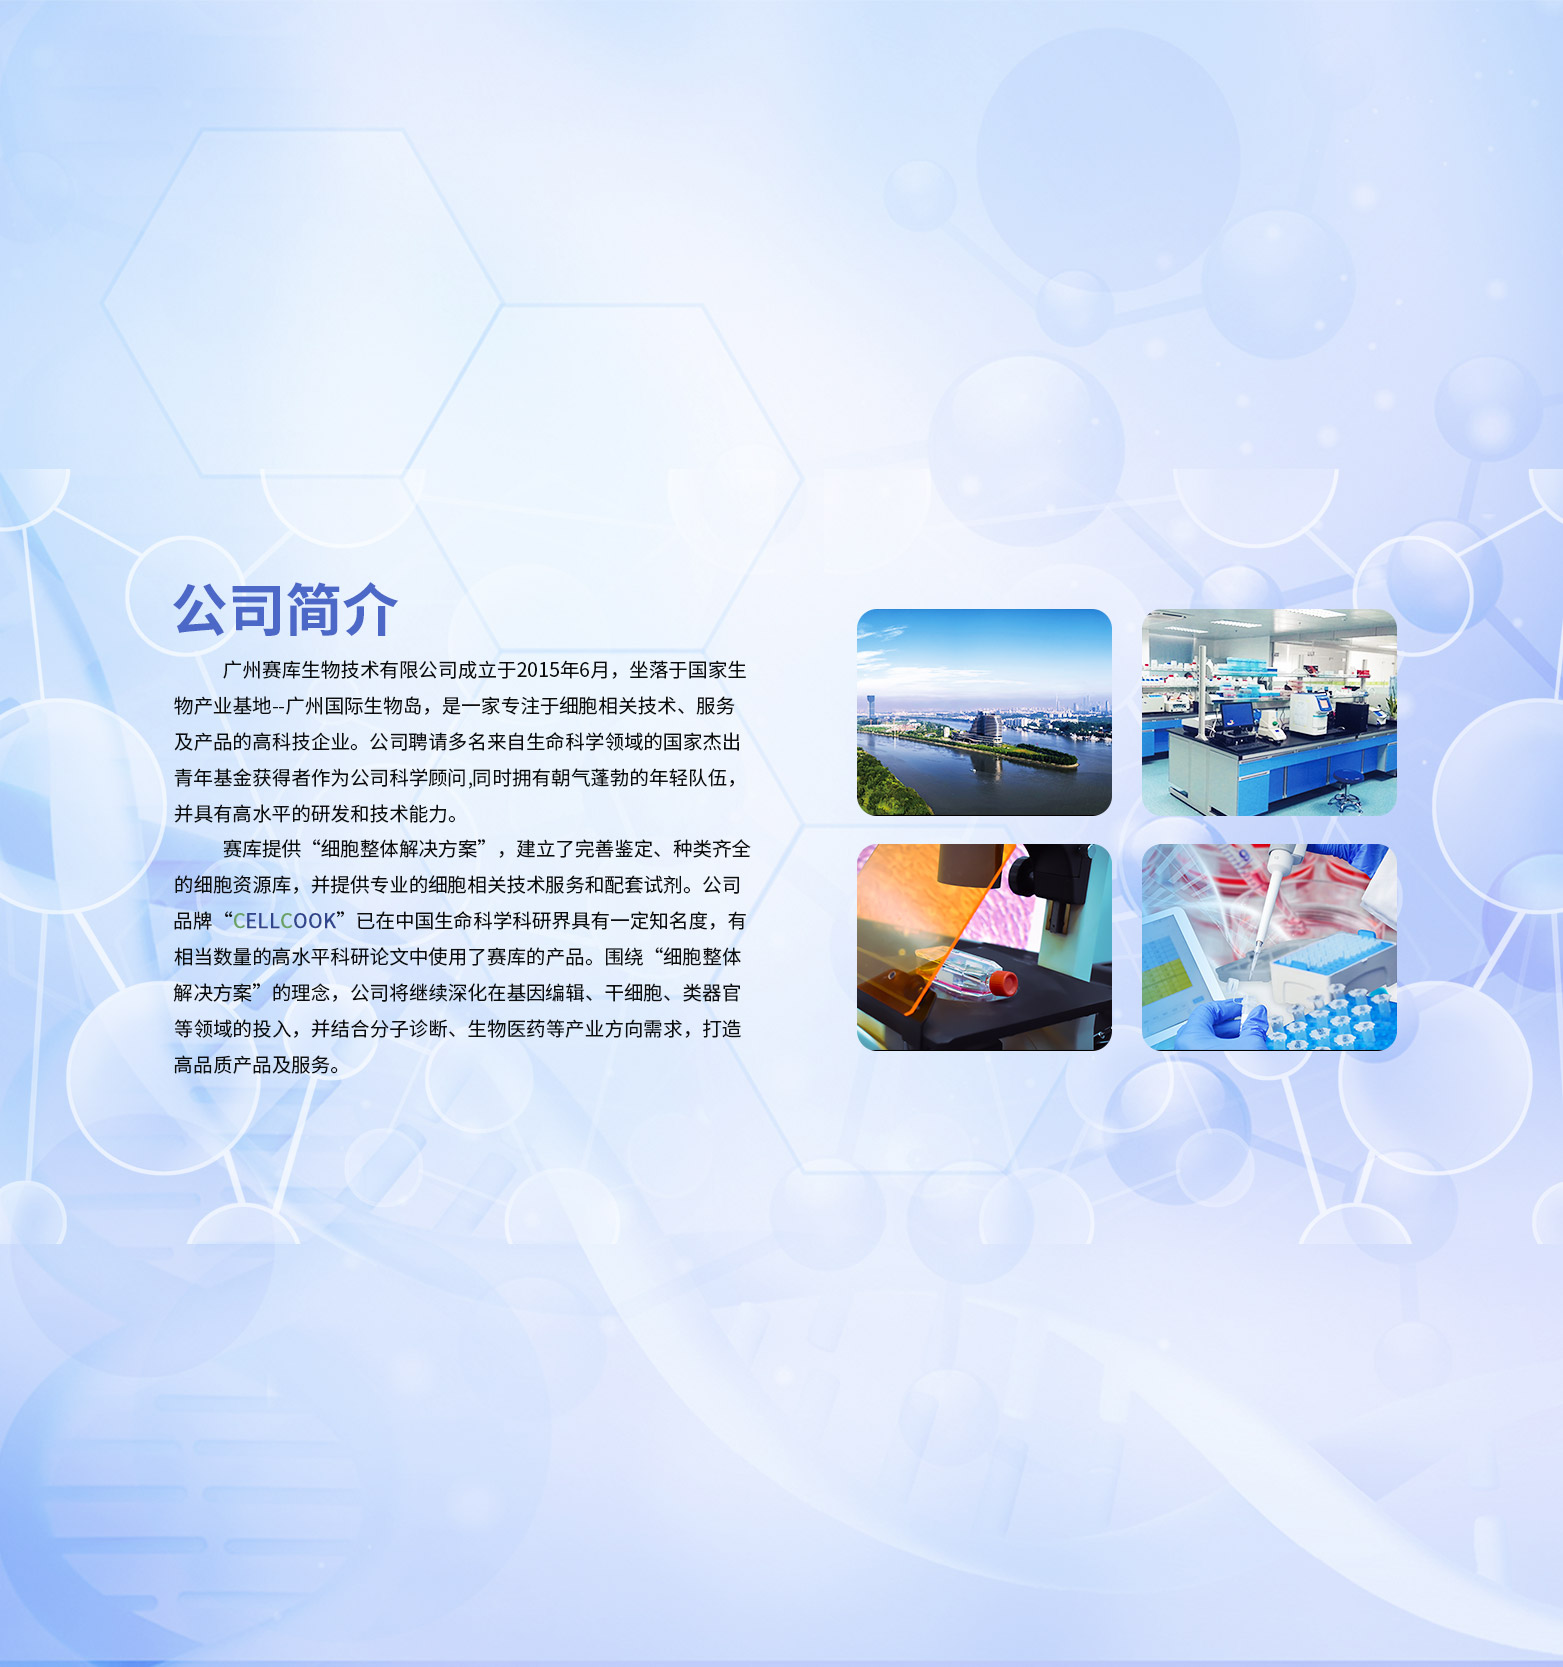 公司简介
广州赛库生物技术有限公司成立于2015年6月，坐落于国家生
物产业基地--广州国际生物岛，是一家专注于细胞相关技术、服务
及产品的高科技企业。公司聘请多名来自生命科学领域的国家杰出
青年基金获得者作为公司科学顾问,同时拥有朝气蓬勃的年轻队伍，
并具有高水平的研发和技术能力。
赛库提供“细胞整体解决方案”，建立了完善鉴定、种类齐全
的细胞资源库，并提供专业的细胞相关技术服务和配套试剂。公司
品牌“CELLCOOK”已在中国生命科学科研界具有一定知名度，有
相当数量的高水平科研论文中使用了赛库的产品。围绕“细胞整体
解决方案”的理念，公司将继续深化在基因编辑、干细胞、类器官
等领域的投入，并结合分子诊断、生物医药等产业方向需求，打造
高品质产品及服务。